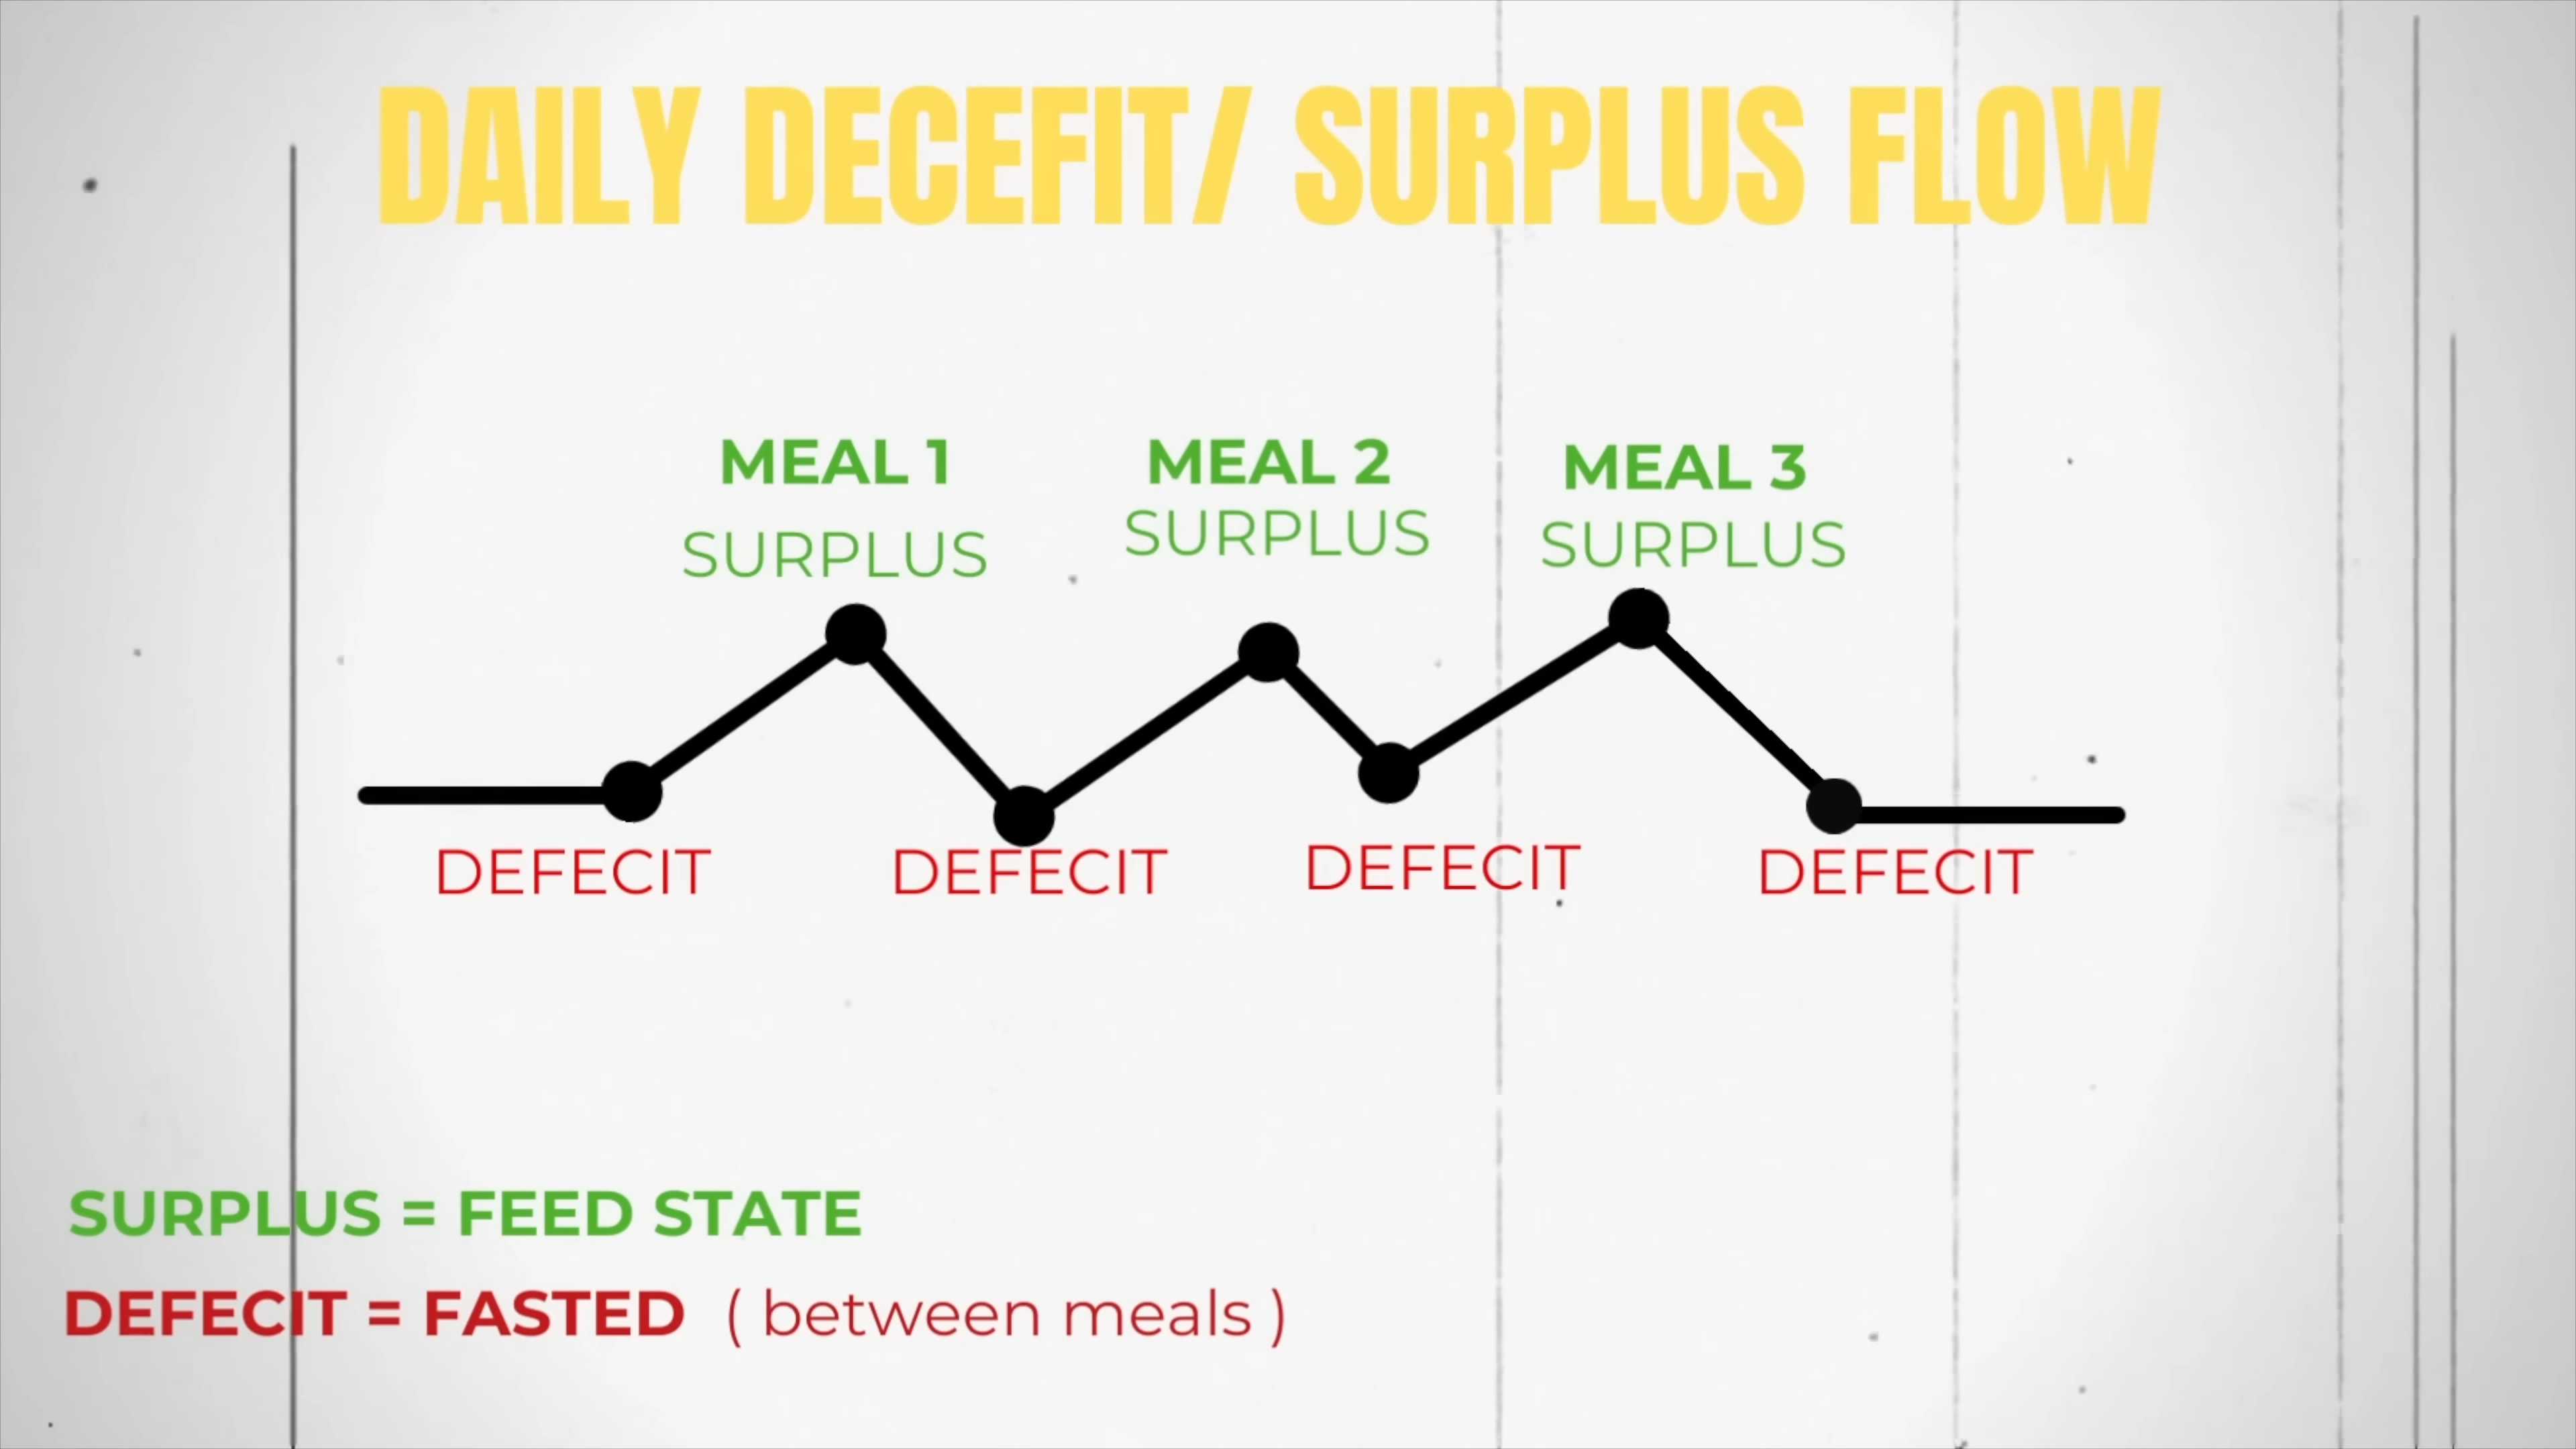 DAILY DECEFIT/ SURPLUS FLOW
MEAL 1
SURPLUS
MEAL 2
SURPLUS
MEAL 3
SURPLUS
DEFECIT
DEFECIT
DEFECIT
DEFECIT
SURPLUS = FEED STATE
DEFECIT = FASTED ( between meals )